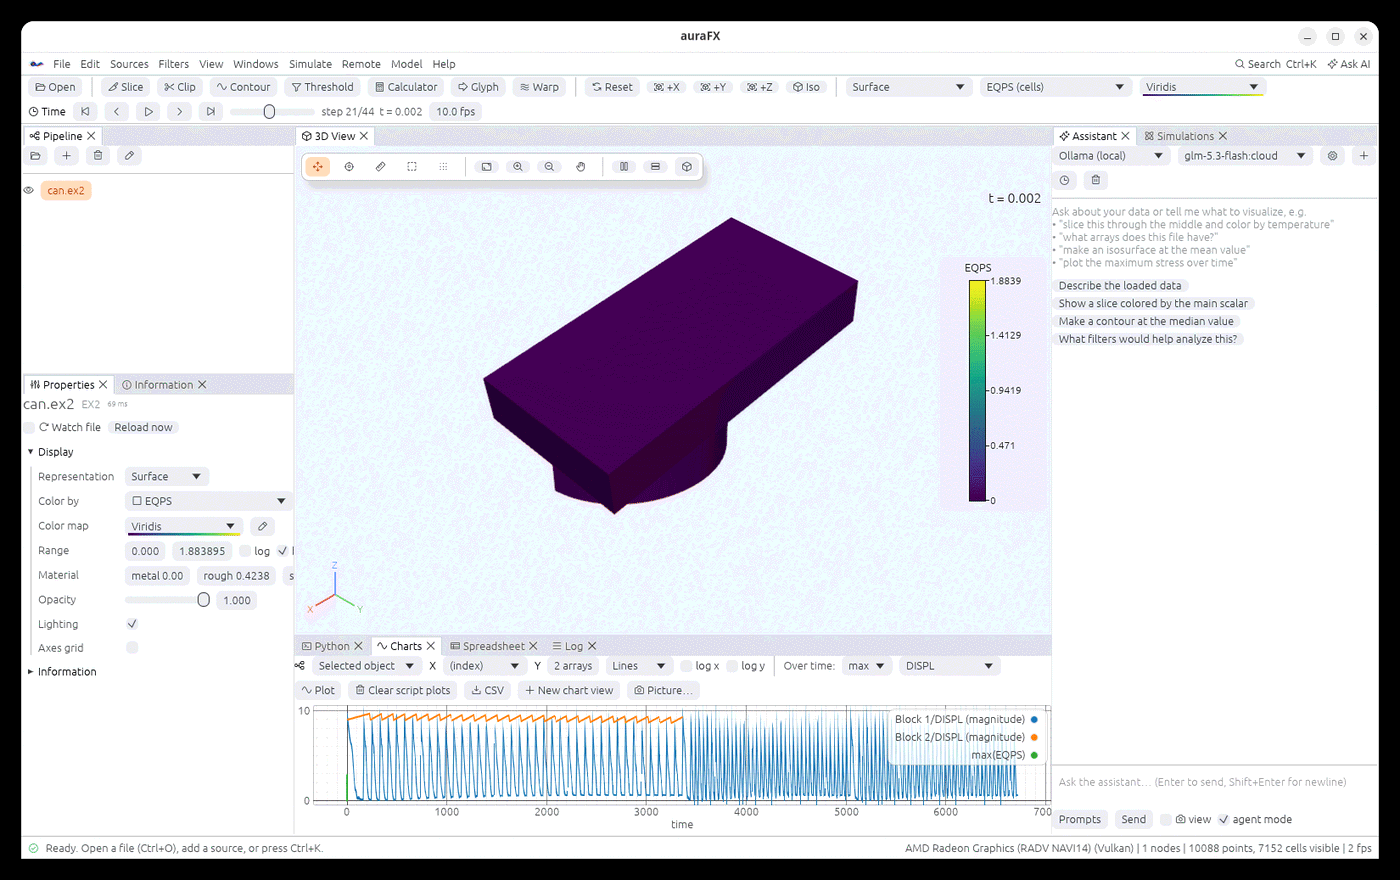 auraFX
File Edit Sources Filters View Windows Simulate Remote Model Help
Search Ctrl+K Ask AI
Open Slice Clip Contour Threshold Calculator Glyph Warp Reset +X +Y +Z Iso Surface EQPS (cells) Viridis
Time step 21/44 t = 0.002 10.0 fps
Pipeline
can.ex2
Properties Information
can.ex2 EX2 69 ms
Watch file Reload now
Display
Representation Surface
Color by EQPS
Color map Viridis
Range 0.000 1.883895 log
Material metal 0.00 rough 0.4238 s
Opacity 1.000
Lighting
Axes grid
Information
3D View
t = 0.002
EQPS
1.8839
1.4129
0.9419
0.471
0
Z
X Y
Python Charts Spreadsheet Log
Selected object X (index) Y 2 arrays Lines log x log y Over time: max DISPL
Plot Clear script plots CSV New chart view Picture...
10
0
Block 1/DISPL (magnitude)
Block 2/DISPL (magnitude)
max(EQPS)
0 1000 2000 3000 4000 5000 6000 700
time
Assistant Simulations
Ollama (local) glm-5.3-flash:cloud
Ask about your data or tell me what to visualize, e.g.
• "slice this through the middle and color by temperature"
• "what arrays does this file have?"
• "make an isosurface at the mean value"
• "plot the maximum stress over time"
Describe the loaded data
Show a slice colored by the main scalar
Make a contour at the median value
What filters would help analyze this?
Ask the assistant... (Enter to send, Shift+Enter for newline)
Prompts Send view agent mode
Ready. Open a file (Ctrl+O), add a source, or press Ctrl+K.
AMD Radeon Graphics (RADV NAVI14) (Vulkan) | 1 nodes | 10088 points, 7152 cells visible | 2 fps